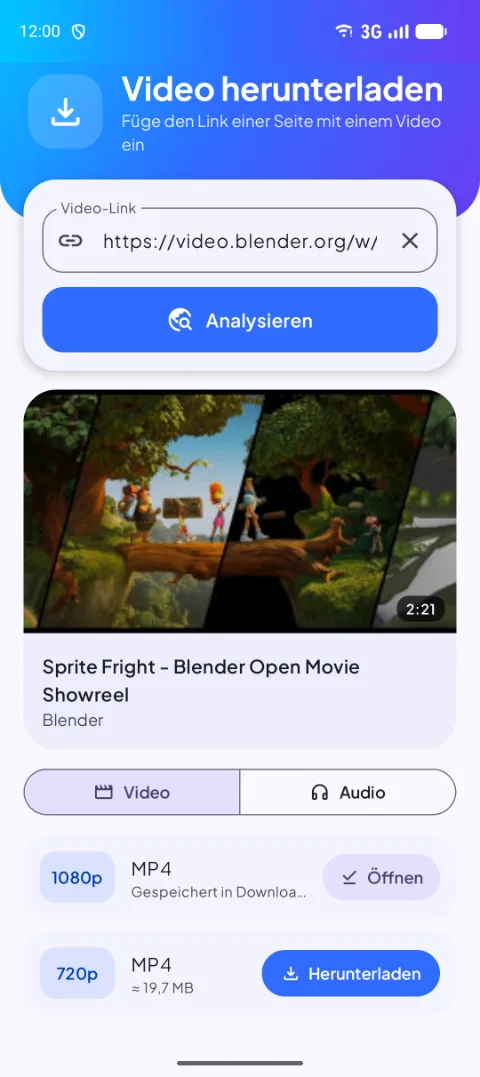 12:00
3G
Video herunterladen
Füge den Link einer Seite mit einem Video
ein
Video-Link
https://video.blender.org/w/
Analysieren
2:21
Sprite Fright - Blender Open Movie
Showreel
Blender
Video
Audio
1080p
MP4
Gespeichert in Downloa...
Öffnen
720p
MP4
≈ 19,7 MB
Herunterladen